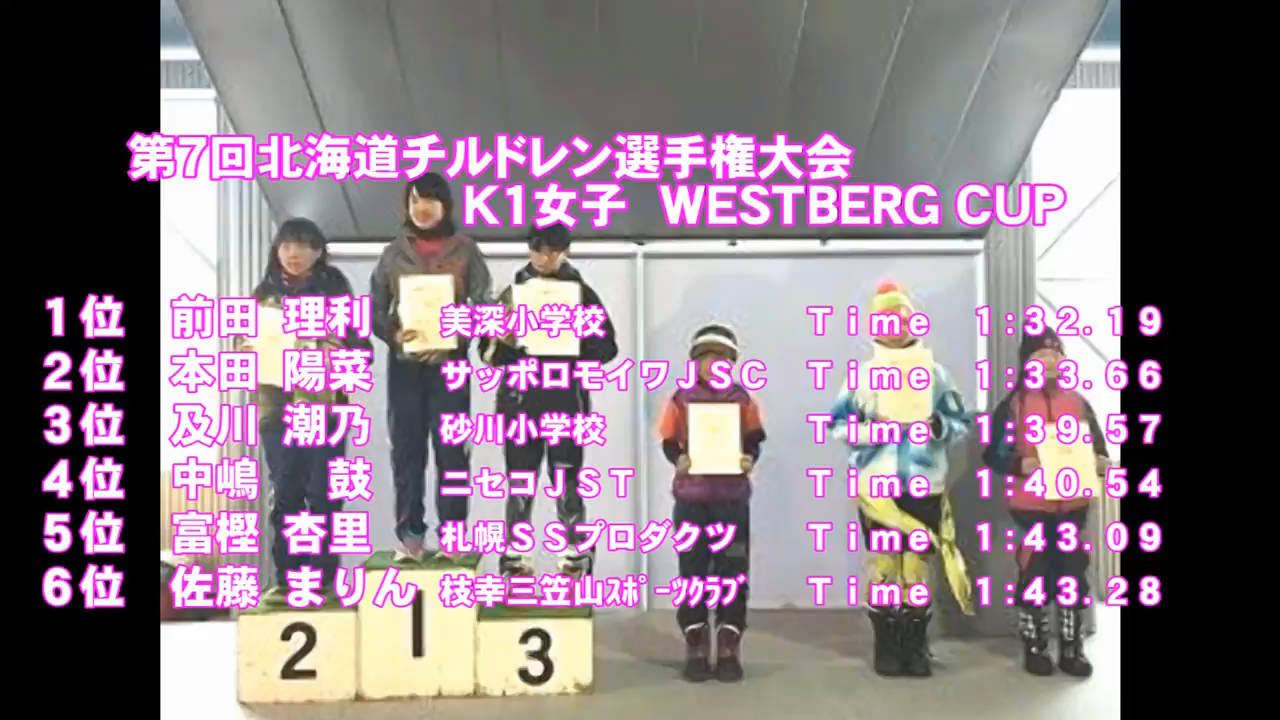 第7回北海道チルドレン選手権大会
K1女子　WESTBERG CUP
1位　前田 理利　美深小学校　Ｔｉｍｅ　1:32.19
2位　本田 陽菜　サッポロモイワＪＳＣ　Ｔｉｍｅ　1:33.66
3位　及川 潮乃　砂川小学校　Ｔｉｍｅ　1:39.57
4位　中嶋　鼓　ニセコＪＳＴ　Ｔｉｍｅ　1:40.54
5位　富樫 杏里　札幌ＳＳプロダクツ　Ｔｉｍｅ　1:43.09
6位　佐藤 まりん　枝幸三笠山ｽﾎﾟｰﾂｸﾗﾌﾞ　Ｔｉｍｅ　1:43.28
2 1 3